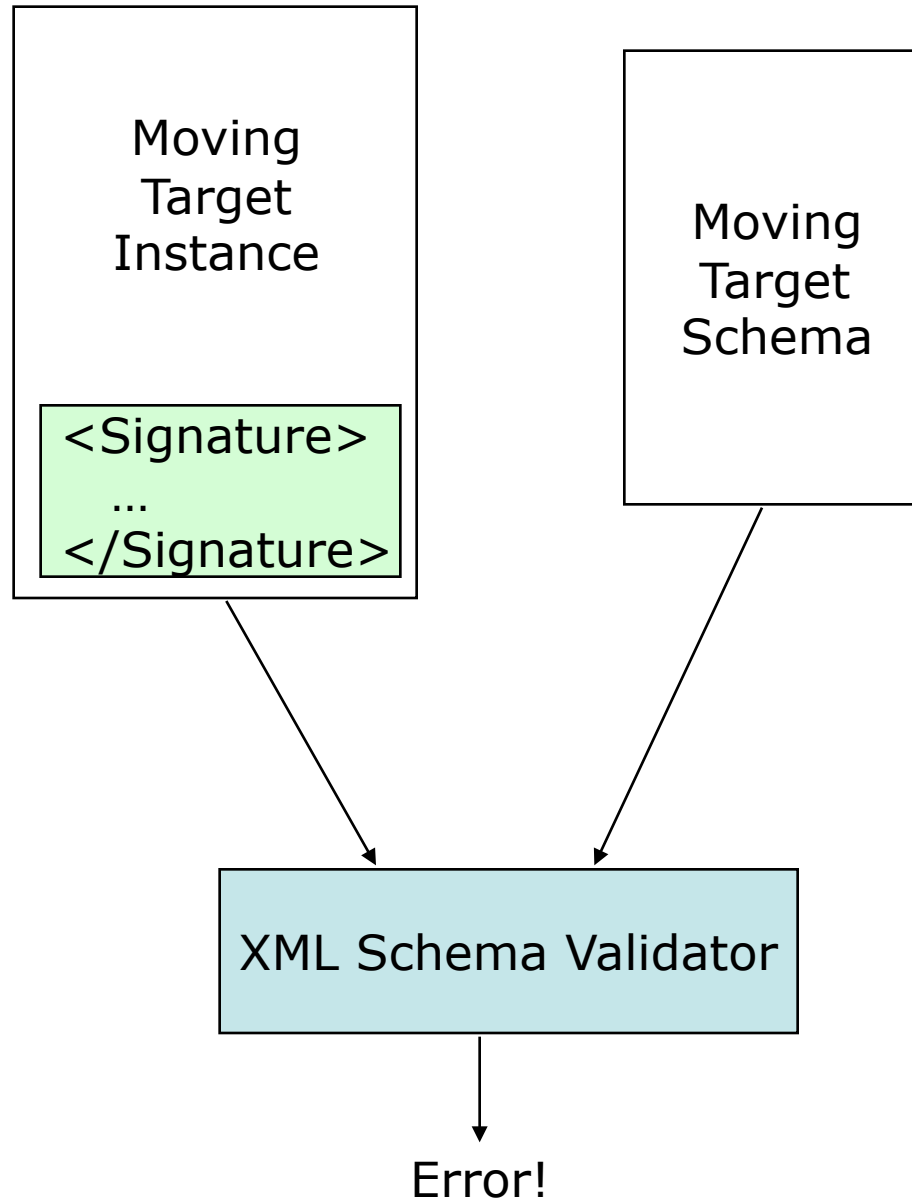 Moving
Target
Instance
<Signature>
...
</Signature>
Moving
Target
Schema
XML Schema Validator
Error!